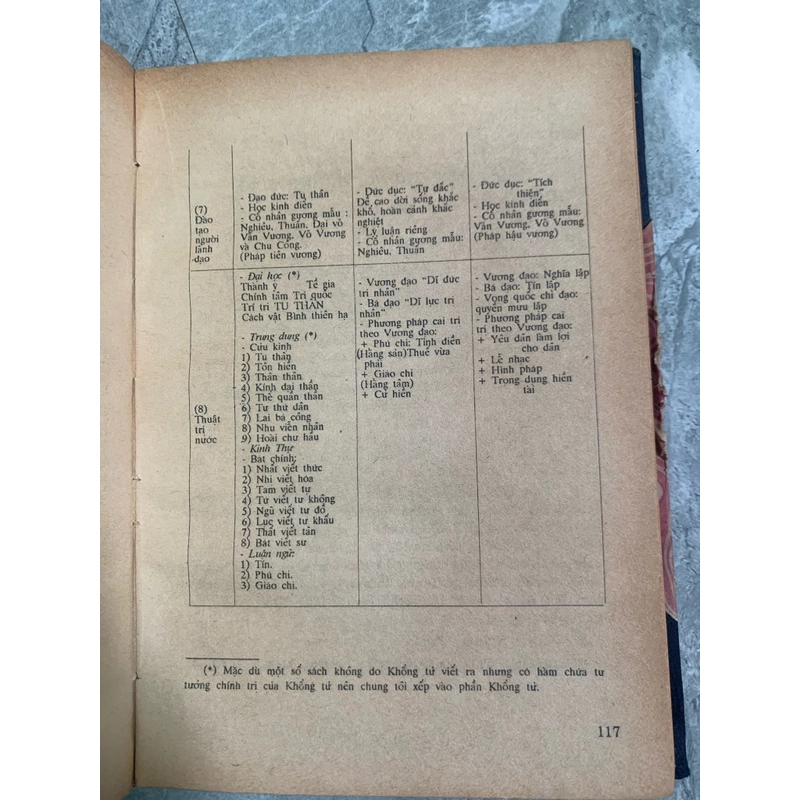 (7)
Đào
tạo
người
lãnh
đạo
- Đạo đức: Tu thân
- Học kinh điển
- Cổ nhân gương mẫu :
Nghiêu, Thuấn, Đại võ
Văn Vương, Võ Vương
và Chu Công.
(Pháp tiên vương)
- Đức dục: "Tự đắc"
Đề cao đời sống khắc
khổ, hoàn cảnh khắc
nghiệt
- Lý luận riêng
- Cổ nhân gương mẫu:
Nghiêu, Thuấn
- Đức dục: "Tích
thiện"
- Học kinh điển
- Cổ nhân gương mẫu:
Văn Vương, Võ Vương
(Pháp hậu vương)
(8)
Thuật
trị
nước
- Đại học (*)
Thành ý Tề gia
Chính tâm Trị quốc
Trí tri TU THÂN
Cách vật Bình thiên hạ
- Trung dung (*)
- Cửu kinh
1) Tu thân
2) Tôn hiền
3) Thân thân
4) Kính đại thần
5) Thể quần thần
6) Tử thứ dân
7) Lai bá công
8) Nhu viễn nhân
9) Hoài chư hầu
- Kinh Thư
- Bát chính:
1) Nhất viết thực
2) Nhị viết hóa
3) Tam viết tự
4) Tứ viết tư không
5) Ngũ viết tư đồ
6) Lục viết tư khấu
7) Thất viết tân
8) Bát viết sư
- Luận ngữ:
1) Tín.
2) Phú chi.
3) Giáo chi.
- Vương đạo "Dĩ đức
trị nhân"
- Bá đạo "Dĩ lực trị
nhân"
- Phương pháp cai trị
theo Vương đạo:
+ Phú chi: Tỉnh điền
(Hằng sản)Thuế vừa
phải
+ Giáo chi
(Hằng tâm)
+ Cử hiền
- Vương đạo: Nghĩa lập
- Bá đạo: Tín lập
- Vong quốc chi đạo:
quyền mưu lập
- Phương pháp cai
trị theo Vương đạo:
+ Yêu dân làm lợi
cho dân
+ Lễ nhạc
+ Hình pháp
+ Trọng dụng hiền
tài
(*) Mặc dù một số sách không do Khổng tử viết ra nhưng có hàm chứa tư
tưởng chính trị của Khổng tử nên chung tôi xếp vào phần Khổng tử.
117